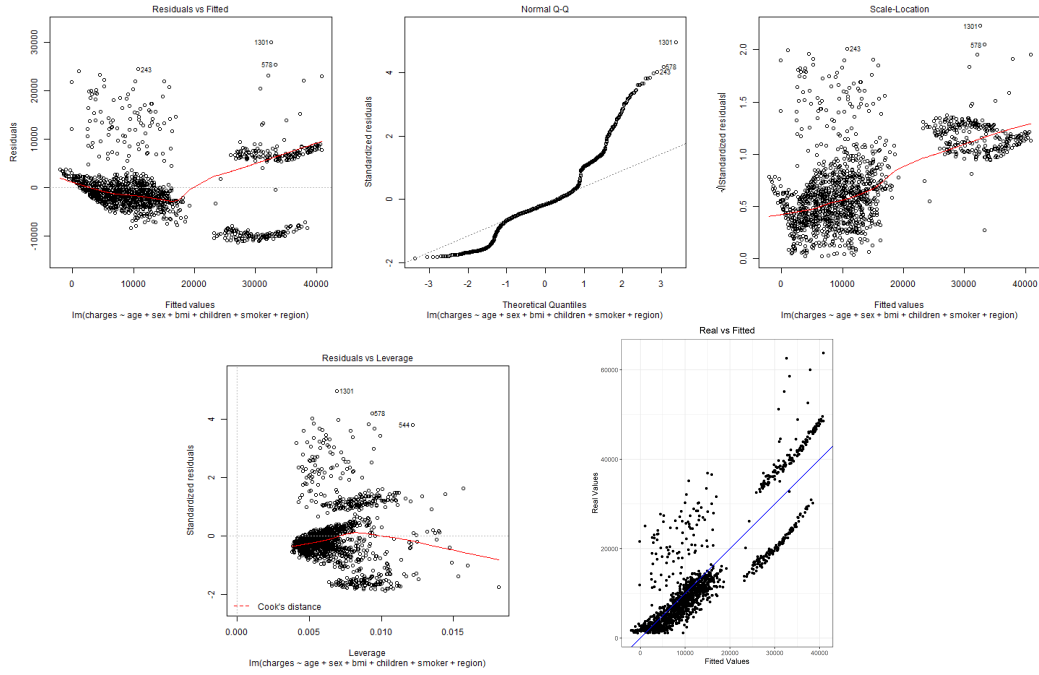 Residuals vs Fitted
Residuals
30000
20000
10000
0
-10000
1301
578
243
0 10000 20000 30000 40000
Fitted values
lm(charges ~ age + sex + bmi + children + smoker + region)
Normal Q-Q
Standardized residuals
4
2
0
-2
1301
578
243
-3 -2 -1 0 1 2 3
Theoretical Quantiles
lm(charges ~ age + sex + bmi + children + smoker + region)
Scale-Location
√|Standardized residuals|
2.0
1.5
1.0
0.5
0.0
1301
578
243
0 10000 20000 30000 40000
Fitted values
lm(charges ~ age + sex + bmi + children + smoker + region)
Residuals vs Leverage
Standardized residuals
4
2
0
-2
1301
578
544
Cook's distance
0.000 0.005 0.010 0.015
Leverage
lm(charges ~ age + sex + bmi + children + smoker + region)
Real vs Fitted
Real Values
60000
40000
20000
0
0 10000 20000 30000 40000
Fitted Values